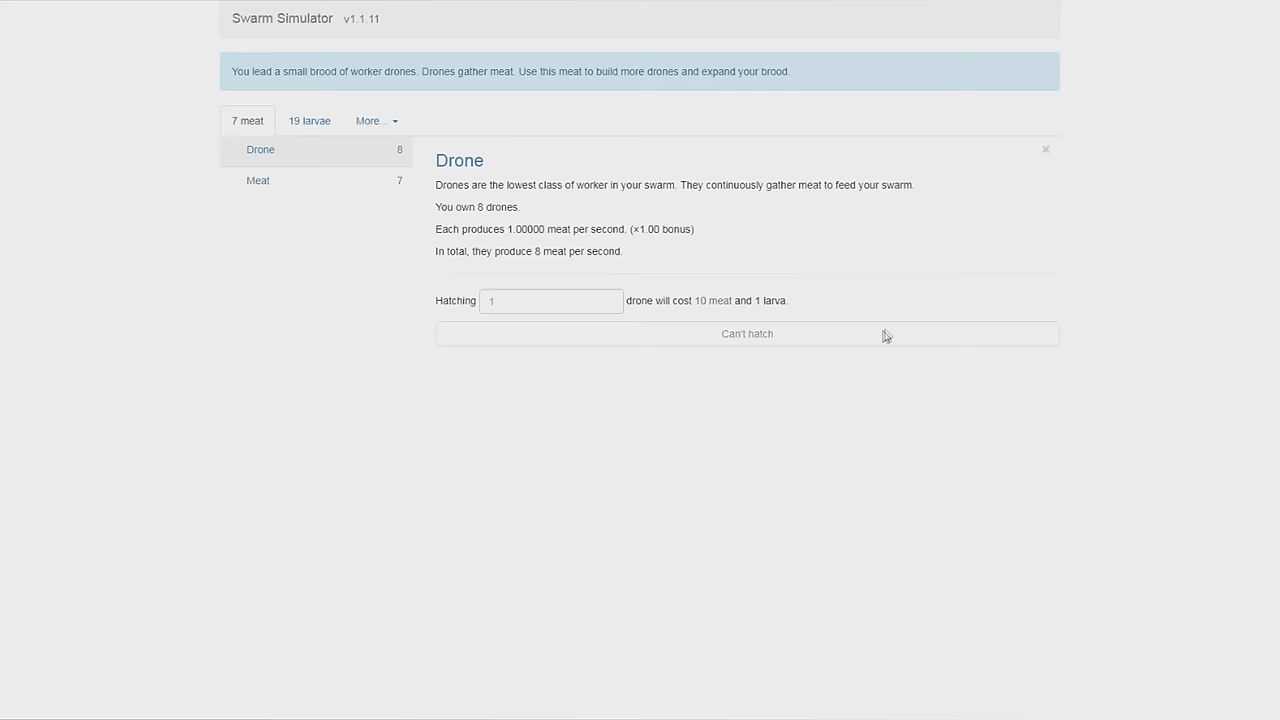 Swarm Simulator v1.1.11
You lead a small brood of worker drones. Drones gather meat. Use this meat to build more drones and expand your brood.
7 meat 19 larvae More...
Drone 8
Meat 7
Drone
Drones are the lowest class of worker in your swarm. They continuously gather meat to feed your swarm.
You own 8 drones.
Each produces 1.00000 meat per second. (×1.00 bonus)
In total, they produce 8 meat per second.
Hatching 1 drone will cost 10 meat and 1 larva.
Can't hatch